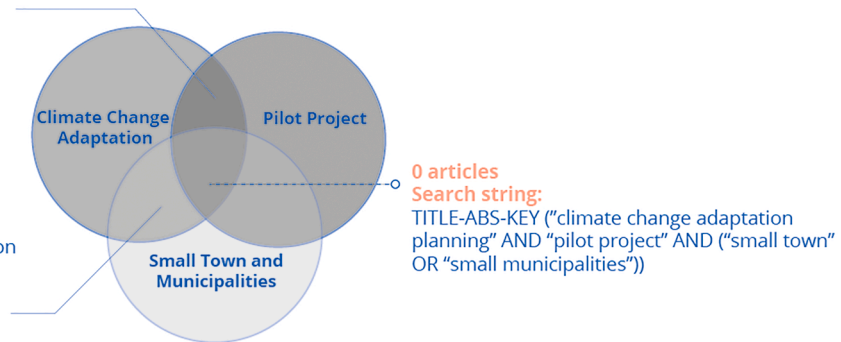 Climate Change
Adaptation
Pilot Project
0 articles
Search string:
TITLE-ABS-KEY (”climate change adaptation
planning” AND “pilot project” AND (“small town”
OR “small municipalities”))
on
Small Town and
Municipalities